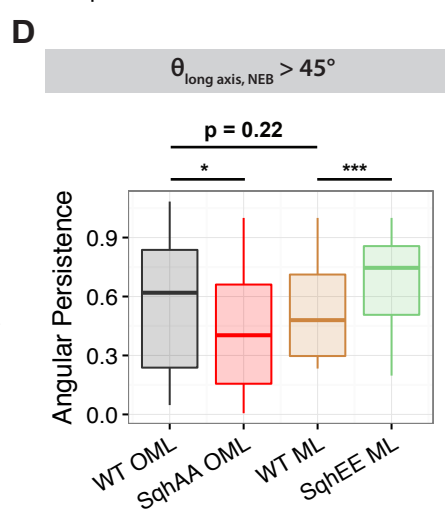 D
θlong axis, NEB > 45°
p = 0.22
* ***
Angular Persistence
0.9
0.6
0.3
0.0
WT OML SqhAA OML WT ML SqhEE ML